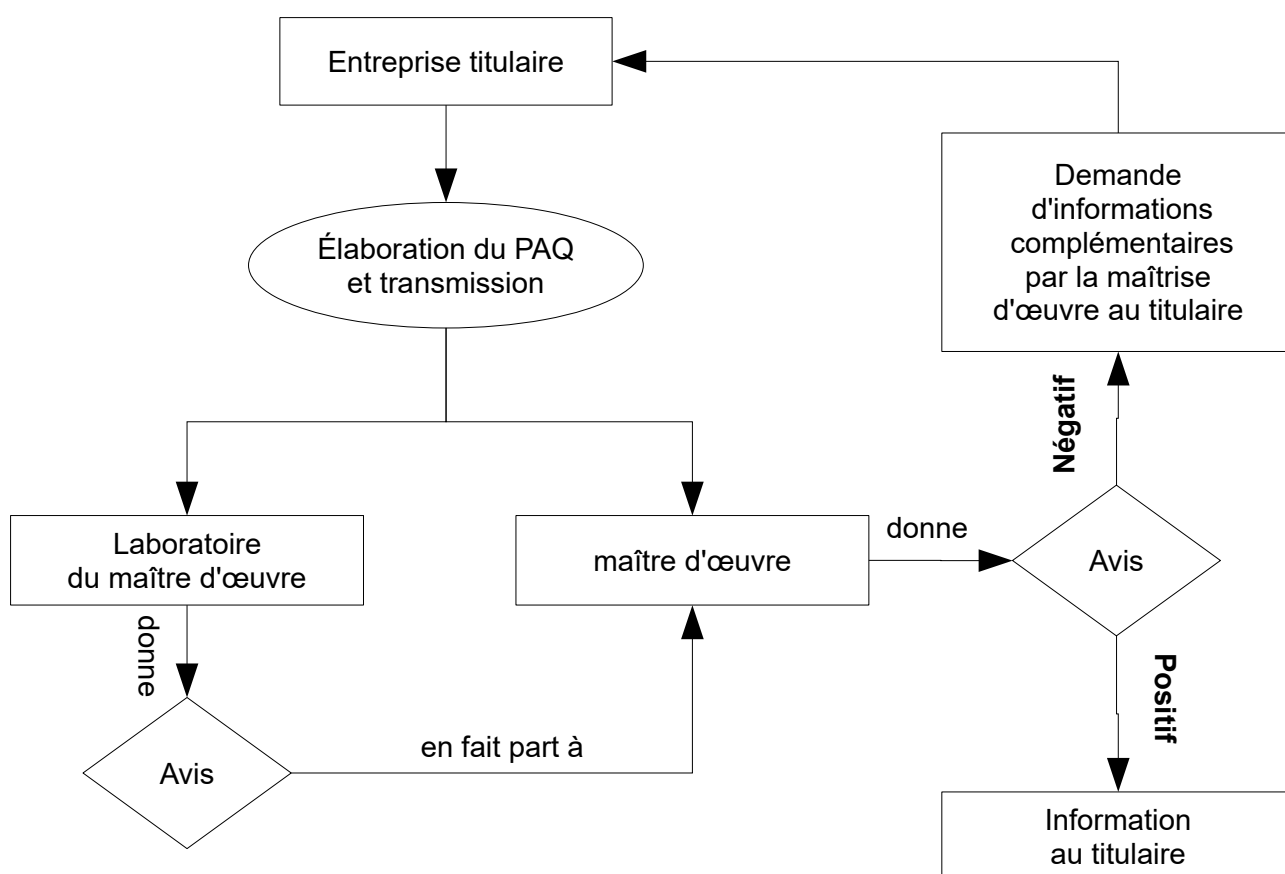 Entreprise titulaire
Élaboration du PAQ
et transmission
Demande
d'informations
complémentaires
par la maîtrise
d'œuvre au titulaire
Négatif
Laboratoire
du maître d'œuvre
maître d'œuvre
donne
Avis
donne
Positif
Avis
en fait part à
Information
au titulaire